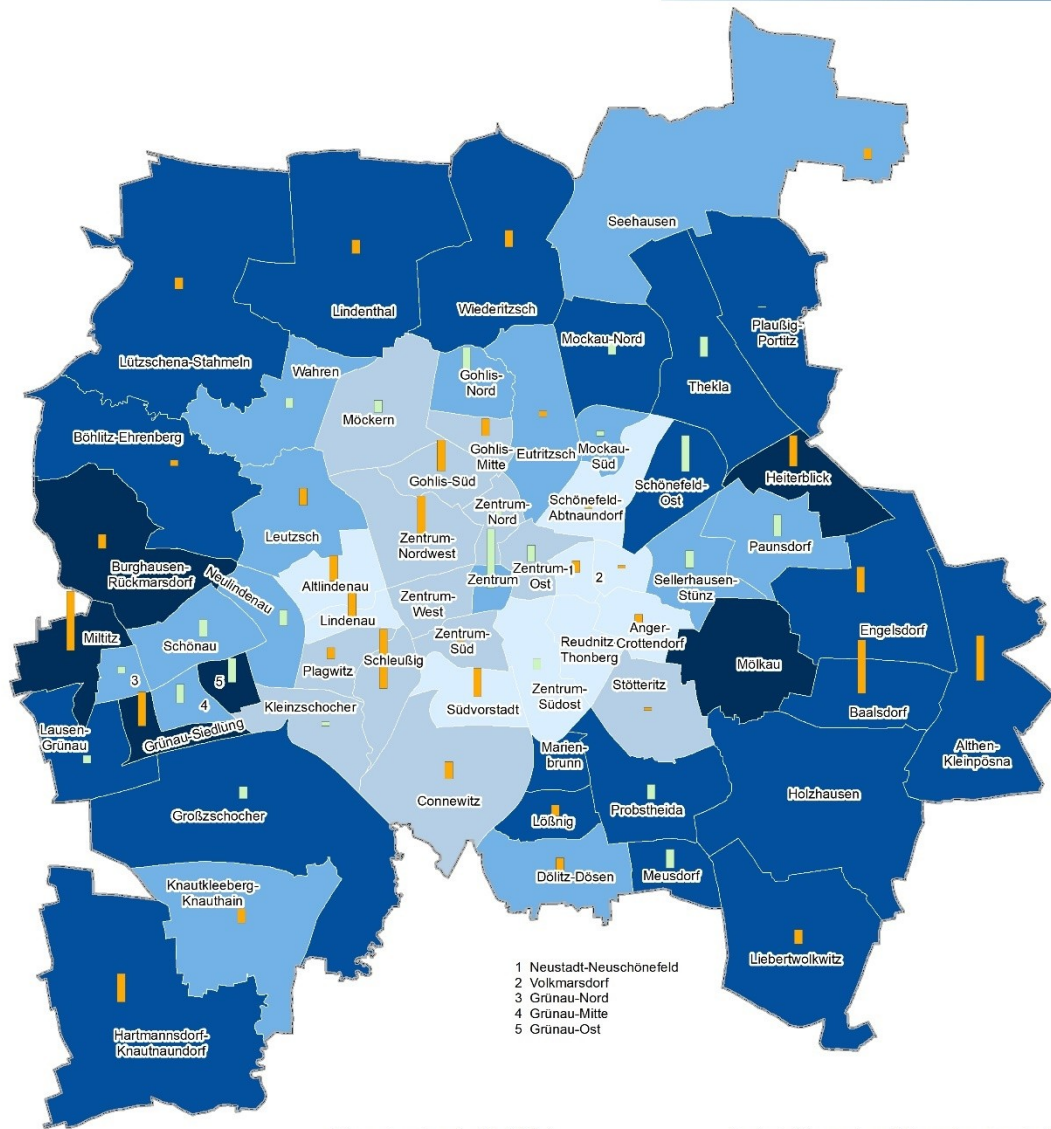 Seehausen
Lindenthal
Wiederitzsch
Mockau-Nord
Plaußig-
Portitz
Lützschena-Stahmeln
Wahren
Gohlis-
Nord
Thekla
Möckern
Böhlitz-Ehrenberg
Gohlis-
Mitte
Eutritzsch
Mockau-
Süd
Gohlis-Süd
Heiterblick
Schönefeld-
Ost
Schönefeld-
Abtnaundorf
Zentrum-
Nord
Leutzsch
Zentrum-
Nordwest
Paunsdorf
Burghausen-
Rückmarsdorf
Neulindenau
Altlindenau
Zentrum
Zentrum-
Ost
1
2
Sellerhausen-
Stünz
Zentrum-
West
Lindenau
Miltitz
Schönau
Anger-
Crottendorf
Engelsdorf
Reudnitz-
Thonberg
Zentrum-
Süd
Schleußig
Plagwitz
Mölkau
3
5
4
Stötteritz
Zentrum-
Südost
Südvorstadt
Kleinzschocher
Baalsdorf
Lausen-
Grünau
Grünau-Siedlung
Marien-
brunn
Althen-
Kleinpösna
Holzhausen
Connewitz
Probstheida
Großzschocher
Lößnig
Dölitz-Dösen
Meusdorf
Knautkleeberg-
Knauthain
Liebertwolkwitz
Hartmannsdorf-
Knautnaundorf
1 Neustadt-Neuschönefeld
2 Volkmarsdorf
3 Grünau-Nord
4 Grünau-Mitte
5 Grünau-Ost